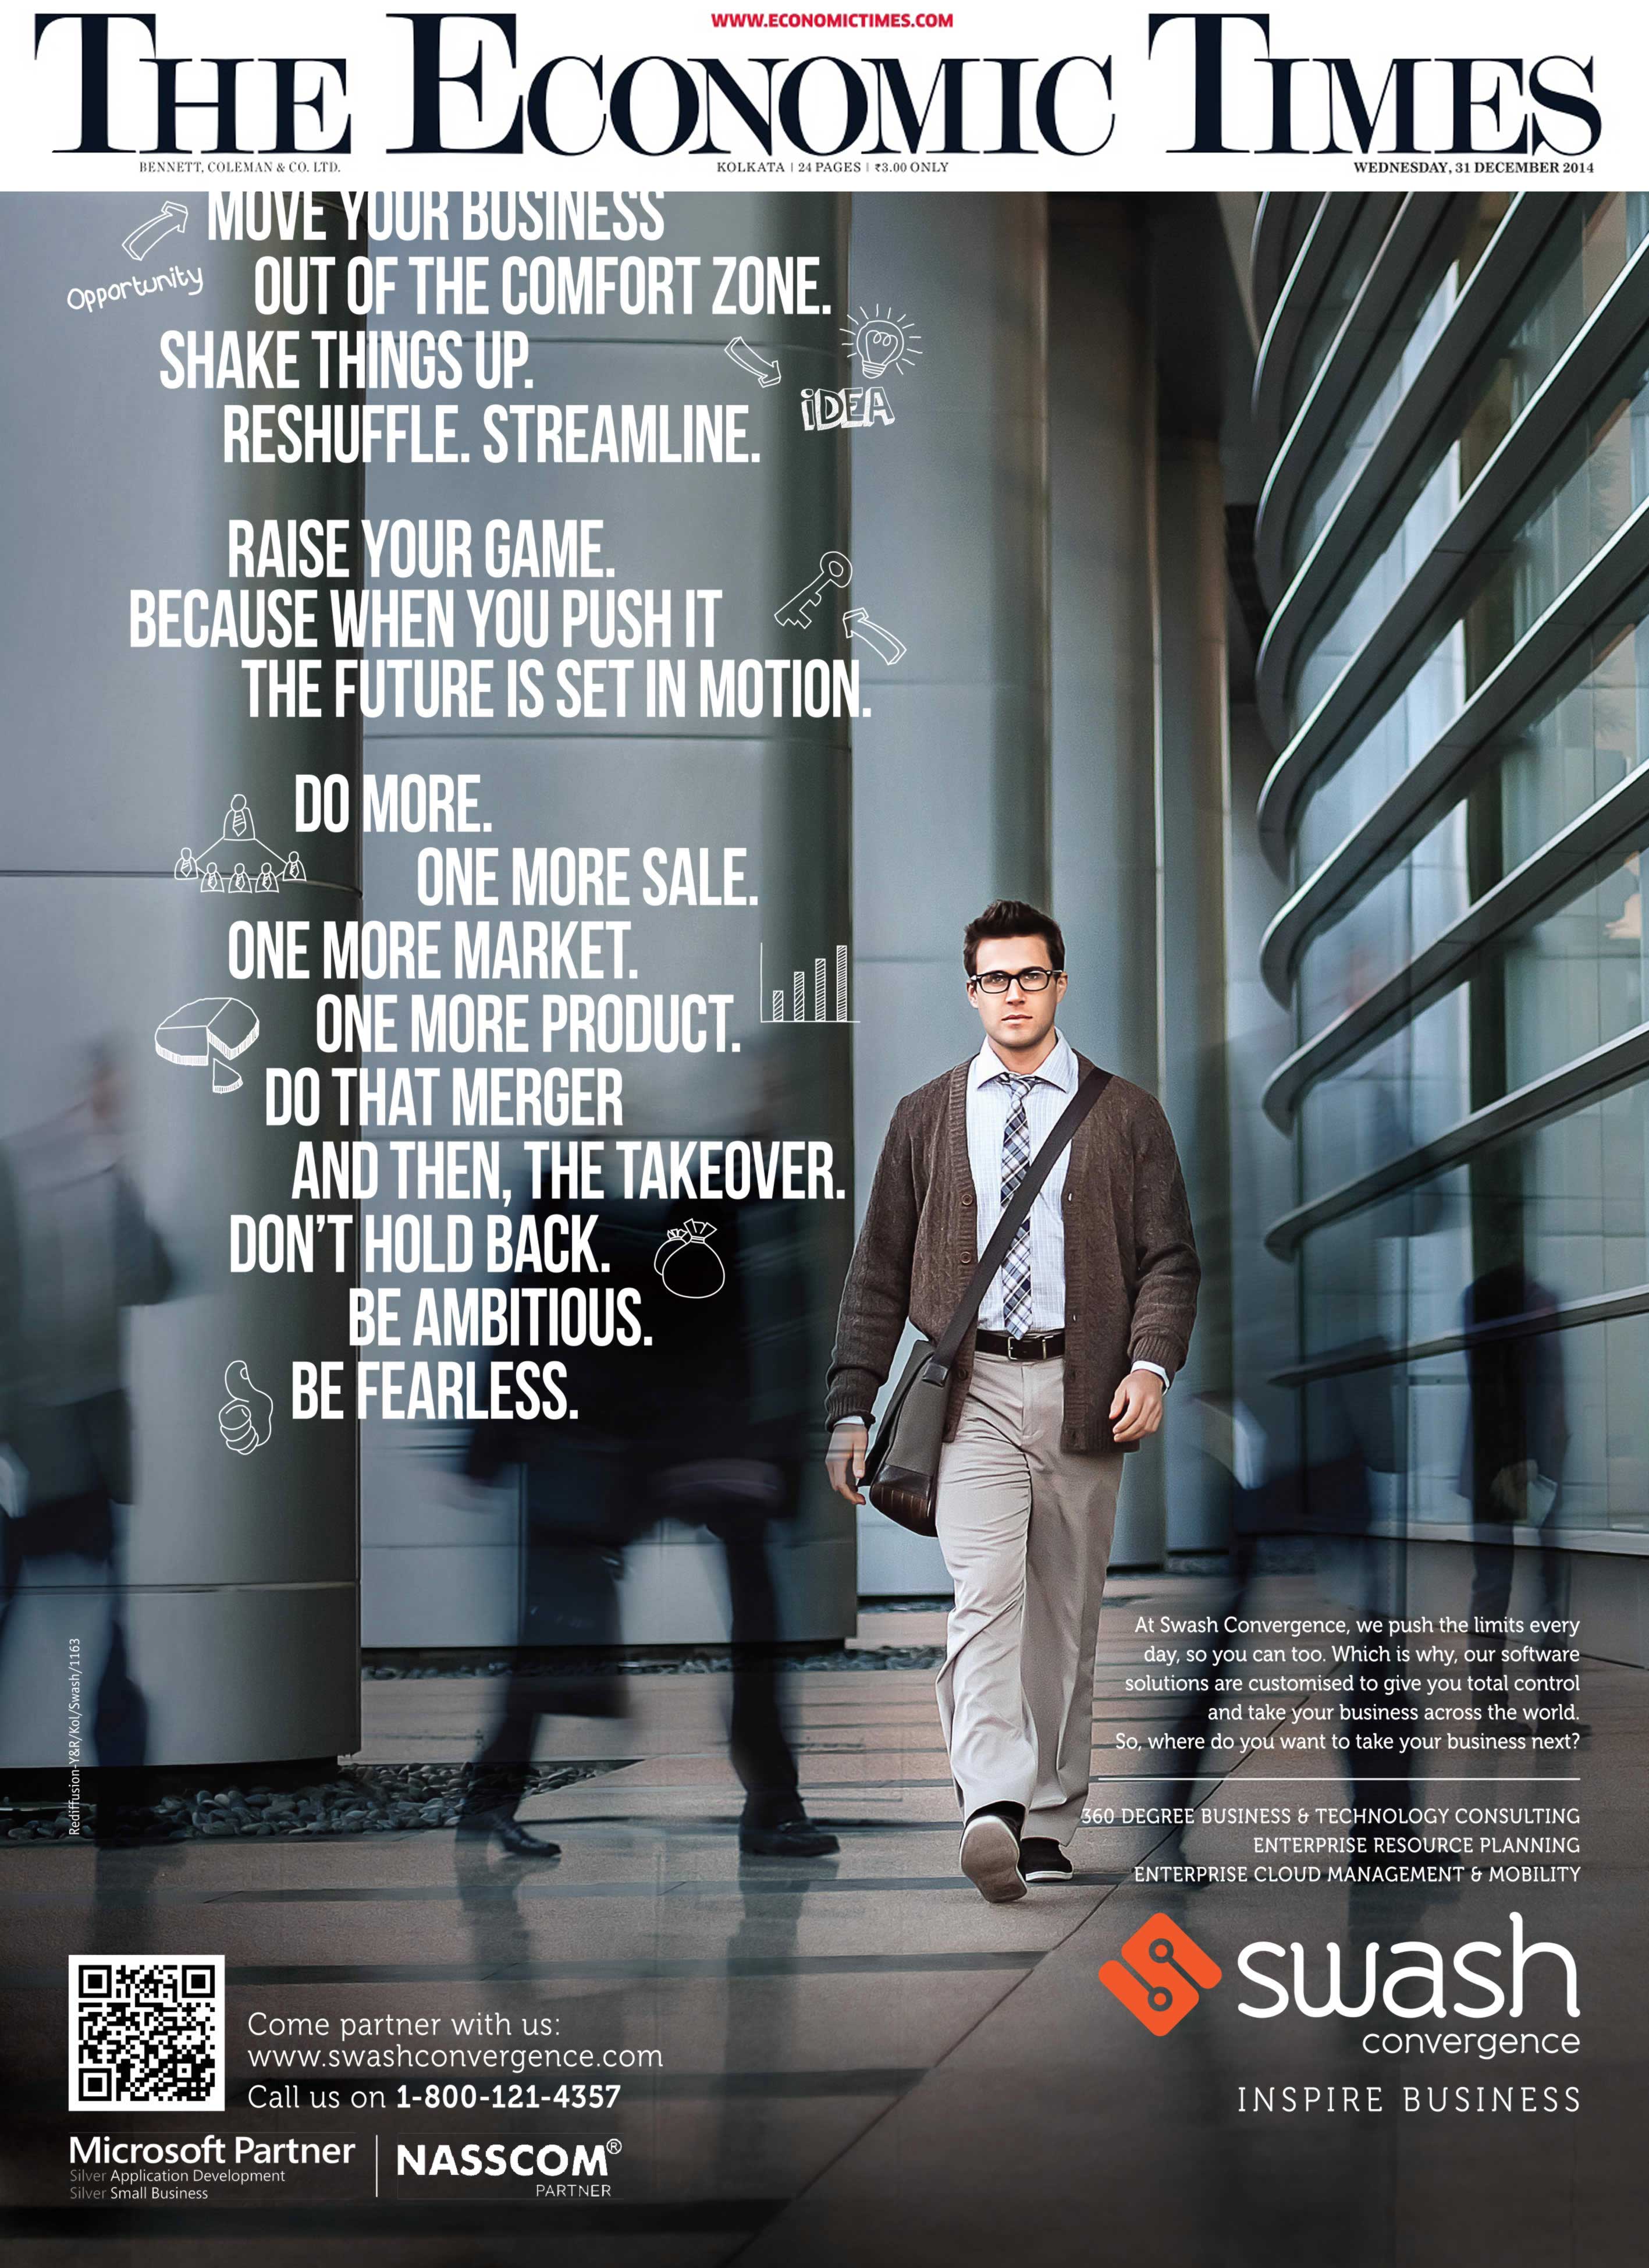 WWW.ECONOMICTIMES.COM
THE ECONOMIC TIMES
BENNETT, COLEMAN & CO. LTD.
KOLKATA | 24 PAGES | ₹3.00 ONLY
WEDNESDAY, 31 DECEMBER 2014
MOVE YOUR BUSINESS
Opportunity
OUT OF THE COMFORT ZONE.
SHAKE THINGS UP.
iDEA
RESHUFFLE. STREAMLINE.
RAISE YOUR GAME.
BECAUSE WHEN YOU PUSH IT
THE FUTURE IS SET IN MOTION.
DO MORE.
ONE MORE SALE.
ONE MORE MARKET.
ONE MORE PRODUCT.
DO THAT MERGER
AND THEN, THE TAKEOVER.
DON'T HOLD BACK.
BE AMBITIOUS.
BE FEARLESS.
At Swash Convergence, we push the limits every
day, so you can too. Which is why, our software
solutions are customised to give you total control
and take your business across the world.
So, where do you want to take your business next?
360 DEGREE BUSINESS & TECHNOLOGY CONSULTING
ENTERPRISE RESOURCE PLANNING
ENTERPRISE CLOUD MANAGEMENT & MOBILITY
Rediffusion-Y&R/Kol/Swash/1163
swash
convergence
INSPIRE BUSINESS
Come partner with us:
www.swashconvergence.com
Call us on 1-800-121-4357
Microsoft Partner
Silver Application Development
Silver Small Business
NASSCOM®
PARTNER